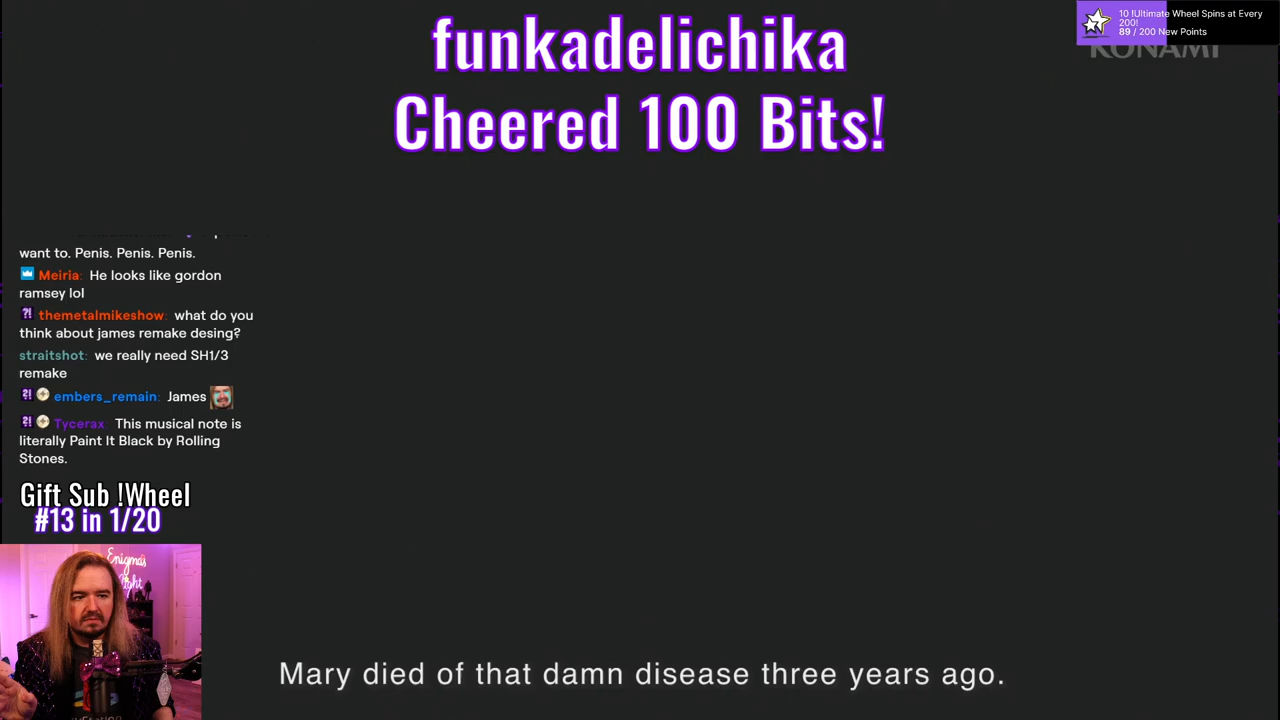 funkadelichika
Cheered 100 Bits!
10 !Ultimate Wheel Spins at Every
200!
89 / 200 New Points
KONAMI
want to. Penis. Penis. Penis.
Meiria: He looks like gordon
ramsey lol
themetalmikeshow: what do you
think about james remake desing?
straitshot: we really need SH1/3
remake
embers_remain: James
Tycerax: This musical note is
literally Paint It Black by Rolling
Stones.
Gift Sub !Wheel
#13 in 1/20
Enigma's
Mary died of that damn disease three years ago.